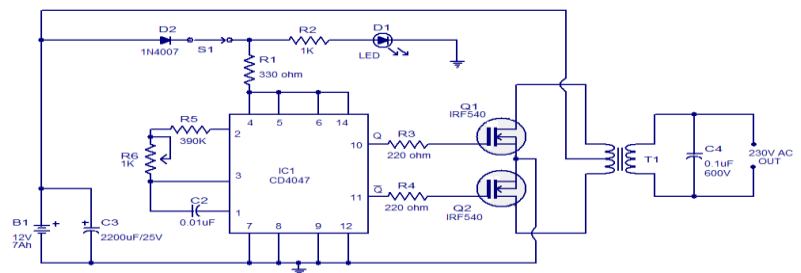 D2
1N4007
S1
R2
1K
D1
LED
R1
330 ohm
R5
390K
R6
1K
C2
0.01uF
4 5 6 14
2
3
1
10
11
7 8 9 12
IC1
CD4047
Q
Q̅
R3
220 ohm
R4
220 ohm
Q1
IRF540
Q2
IRF540
T1
C4
0.1uF
600V
230V AC
OUT
B1
12V
7Ah
+
+
C3
2200uF/25V